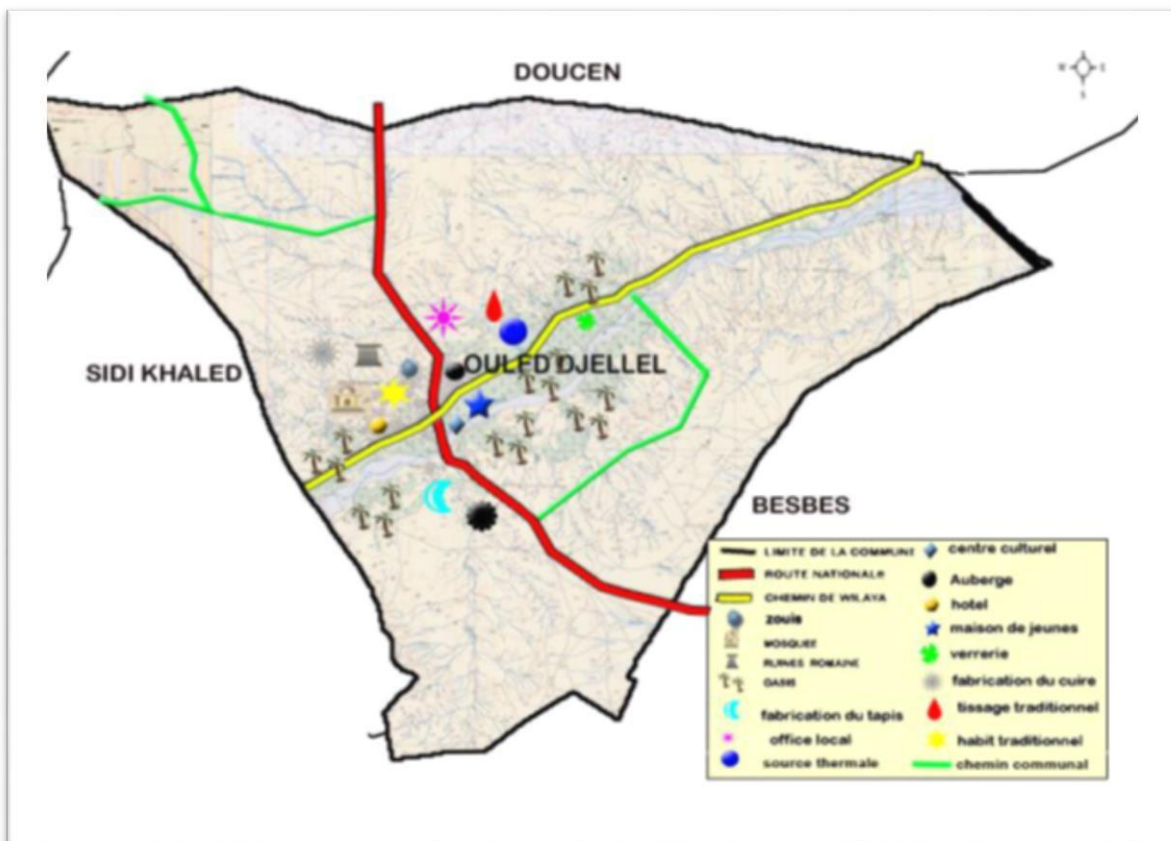 DOUCEN
W E
S
SIDI KHALED
OULED DJELLEL
BESBES
LIMITE DE LA COMMUNE
ROUTE NATIONALE
CHEMIN DE WILAYA
zouis
MOSQUEE
RUINES ROMAINE
OASIS
fabrication du tapis
office local
source thermale
centre culturel
Auberge
hotel
maison de jeunes
verrerie
fabrication du cuire
tissage traditionnel
habit traditionnel
chemin communal